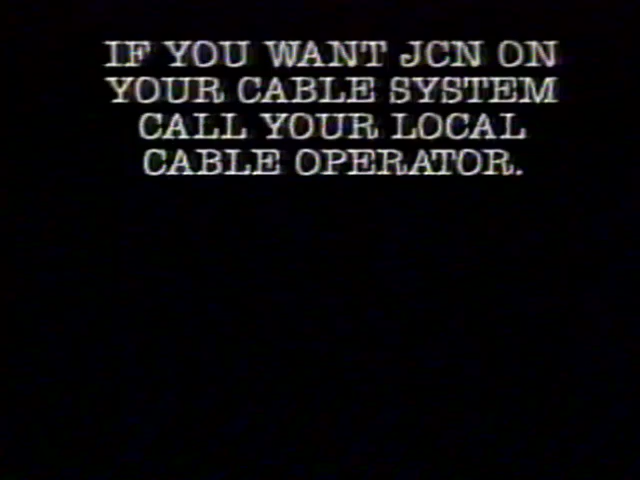 IF YOU WANT JCN ON
YOUR CABLE SYSTEM
CALL YOUR LOCAL
CABLE OPERATOR.